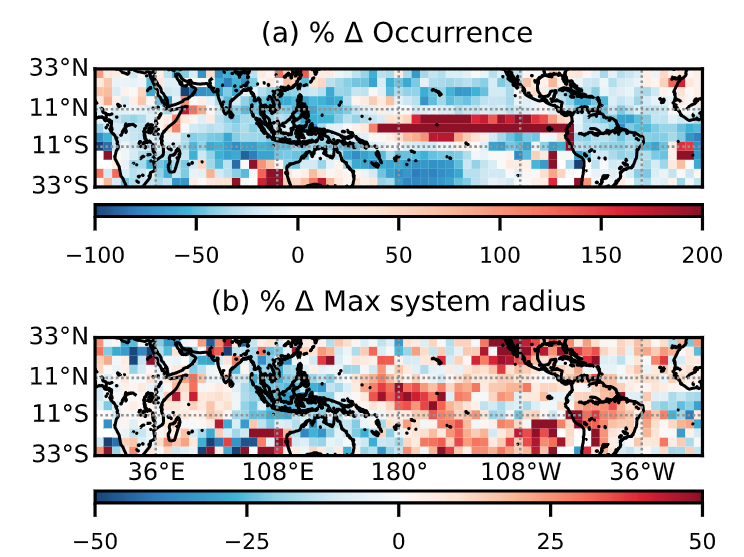 (a) % Δ Occurrence
33°N
11°N
11°S
33°S
−100 −50 0 50 100 150 200
(b) % Δ Max system radius
33°N
11°N
11°S
33°S
36°E 108°E 180° 108°W 36°W
−50 −25 0 25 50